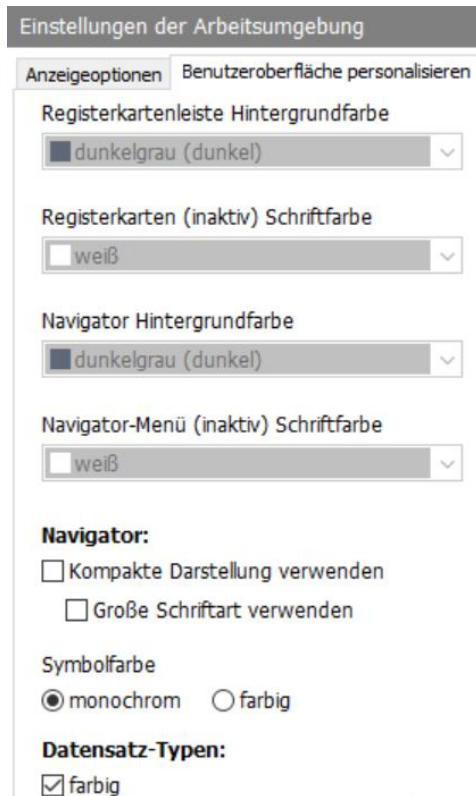 Einstellungen der Arbeitsumgebung
Anzeigeoptionen Benutzeroberfläche personalisieren
Registerkartenleiste Hintergrundfarbe
dunkelgrau (dunkel)
Registerkarten (inaktiv) Schriftfarbe
weiß
Navigator Hintergrundfarbe
dunkelgrau (dunkel)
Navigator-Menü (inaktiv) Schriftfarbe
weiß
Navigator:
Kompakte Darstellung verwenden
Große Schriftart verwenden
Symbolfarbe
monochrom farbig
Datensatz-Typen:
farbig